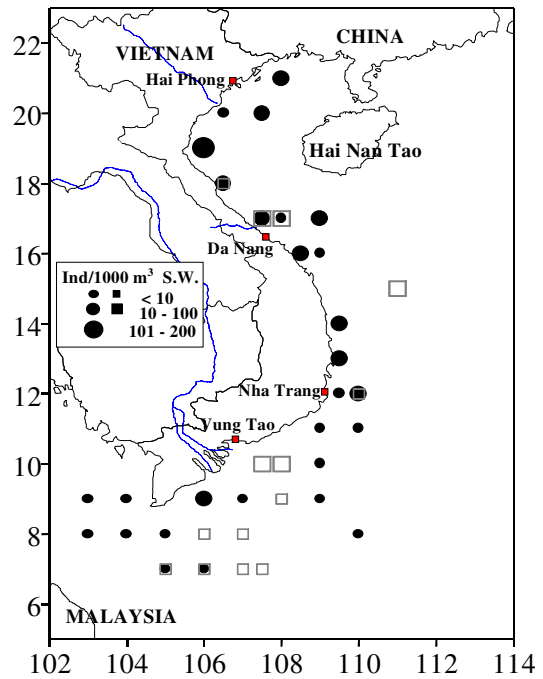 22
20
18
16
14
12
10
8
6
102 104 106 108 110 112 114
VIETNAM
CHINA
Hai Phong
Hai Nan Tao
Da Nang
Ind/1000 m³ S.W.
< 10
10 - 100
101 - 200
Nha Trang
Vung Tao
MALAYSIA